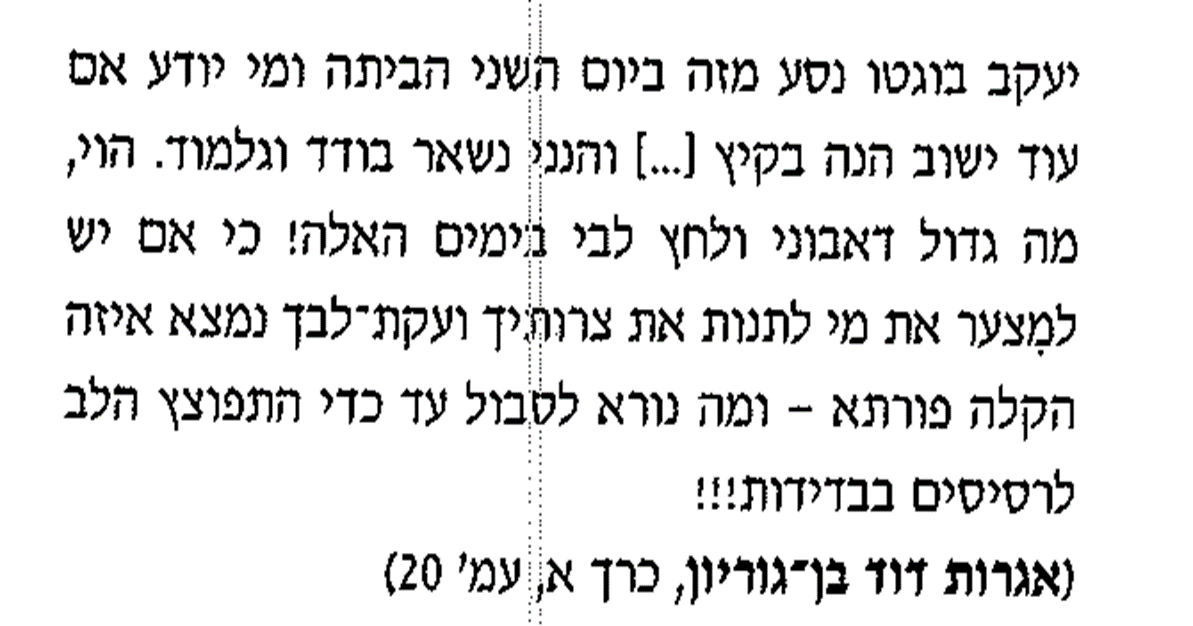 יעקב בוגטו נסע מזה ביום השני הביתה ומי יודע אם
עוד ישוב הנה בקיץ [...] והנני נשאר בודד וגלמוד. הוי,
מה גדול דאבוני ולחץ לבי בימים האלה! כי אם יש
למִצער את מי לתנות את צרותיך ועקת־לבך נמצא איזה
הקלה פורתא – ומה נורא לסבול עד כדי התפוצץ הלב
לרסיסים בבדידות!!!
(אגרות דוד בן־גוריון, כרך א, עמ' 20)